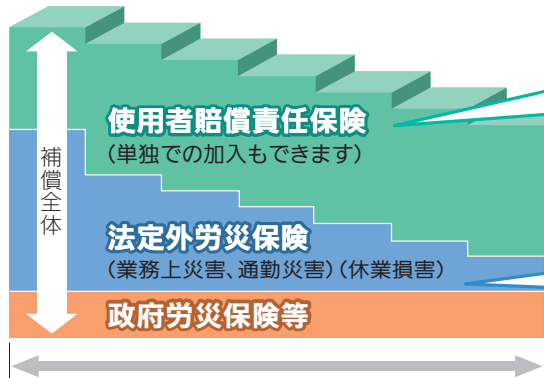 使用者賠償責任保険
（単独での加入もできます）
補償全体
法定外労災保険
（業務上災害、通勤災害）（休業損害）
政府労災保険等